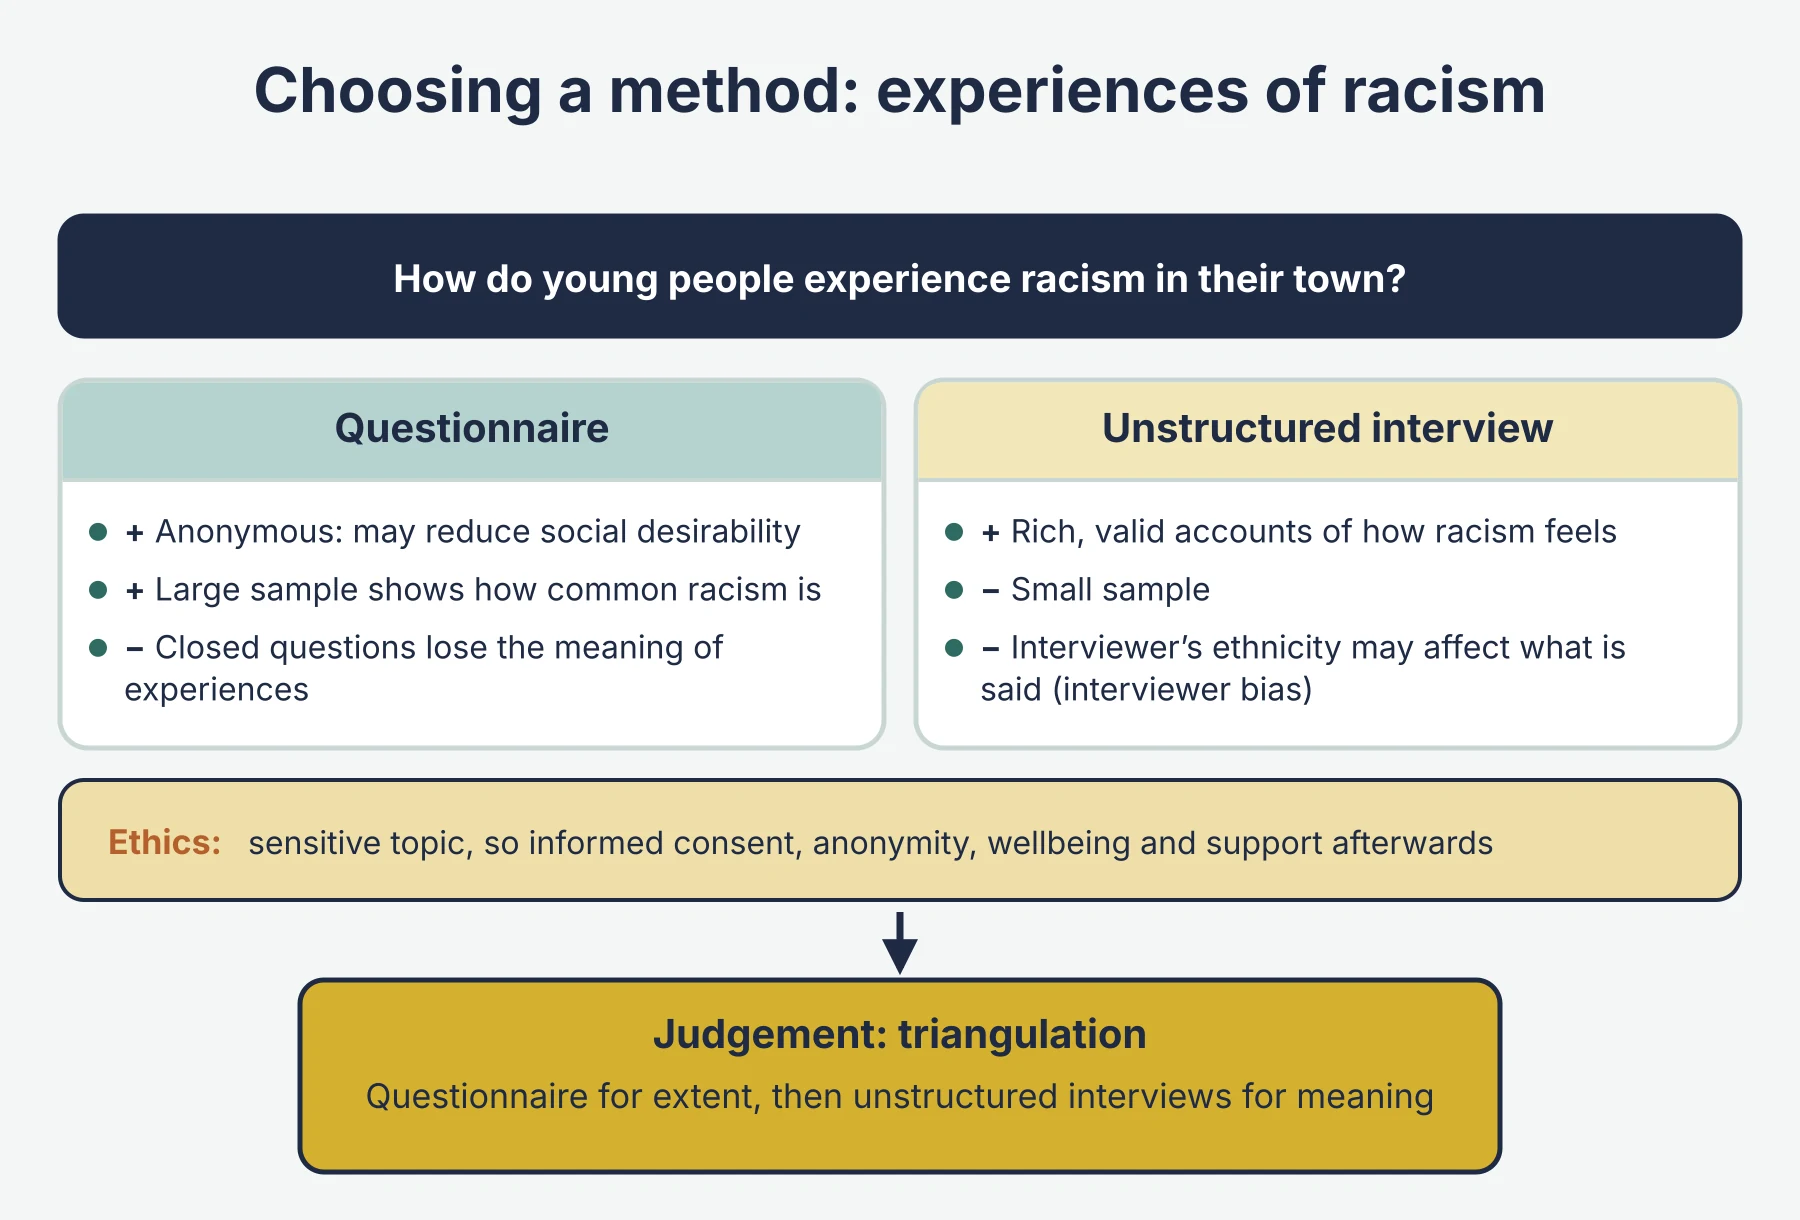 Choosing a method: experiences of racism
How do young people experience racism in their town?
Questionnaire
+ Anonymous: may reduce social desirability
+ Large sample shows how common racism is
– Closed questions lose the meaning of
experiences
Unstructured interview
+ Rich, valid accounts of how racism feels
– Small sample
– Interviewer’s ethnicity may affect what is
said (interviewer bias)
Ethics: sensitive topic, so informed consent, anonymity, wellbeing and support afterwards
Judgement: triangulation
Questionnaire for extent, then unstructured interviews for meaning